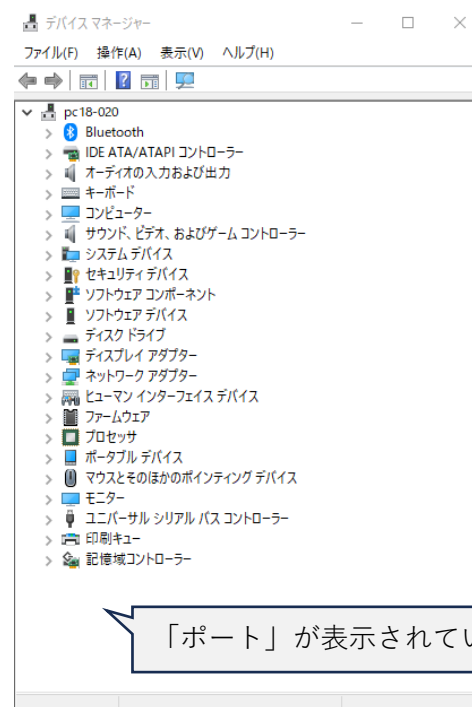 デバイス マネージャー
ファイル(F) 操作(A) 表示(V) ヘルプ(H)
pc18-020
Bluetooth
IDE ATA/ATAPI コントローラー
オーディオの入力および出力
キーボード
コンピューター
サウンド、ビデオ、およびゲーム コントローラー
システム デバイス
セキュリティ デバイス
ソフトウェア コンポーネント
ソフトウェア デバイス
ディスク ドライブ
ディスプレイ アダプター
ネットワーク アダプター
ヒューマン インターフェイス デバイス
ファームウェア
プロセッサ
ポータブル デバイス
マウスとそのほかのポインティング デバイス
モニター
ユニバーサル シリアル バス コントローラー
印刷キュー
記憶域コントローラー
「ポート」が表示されてい